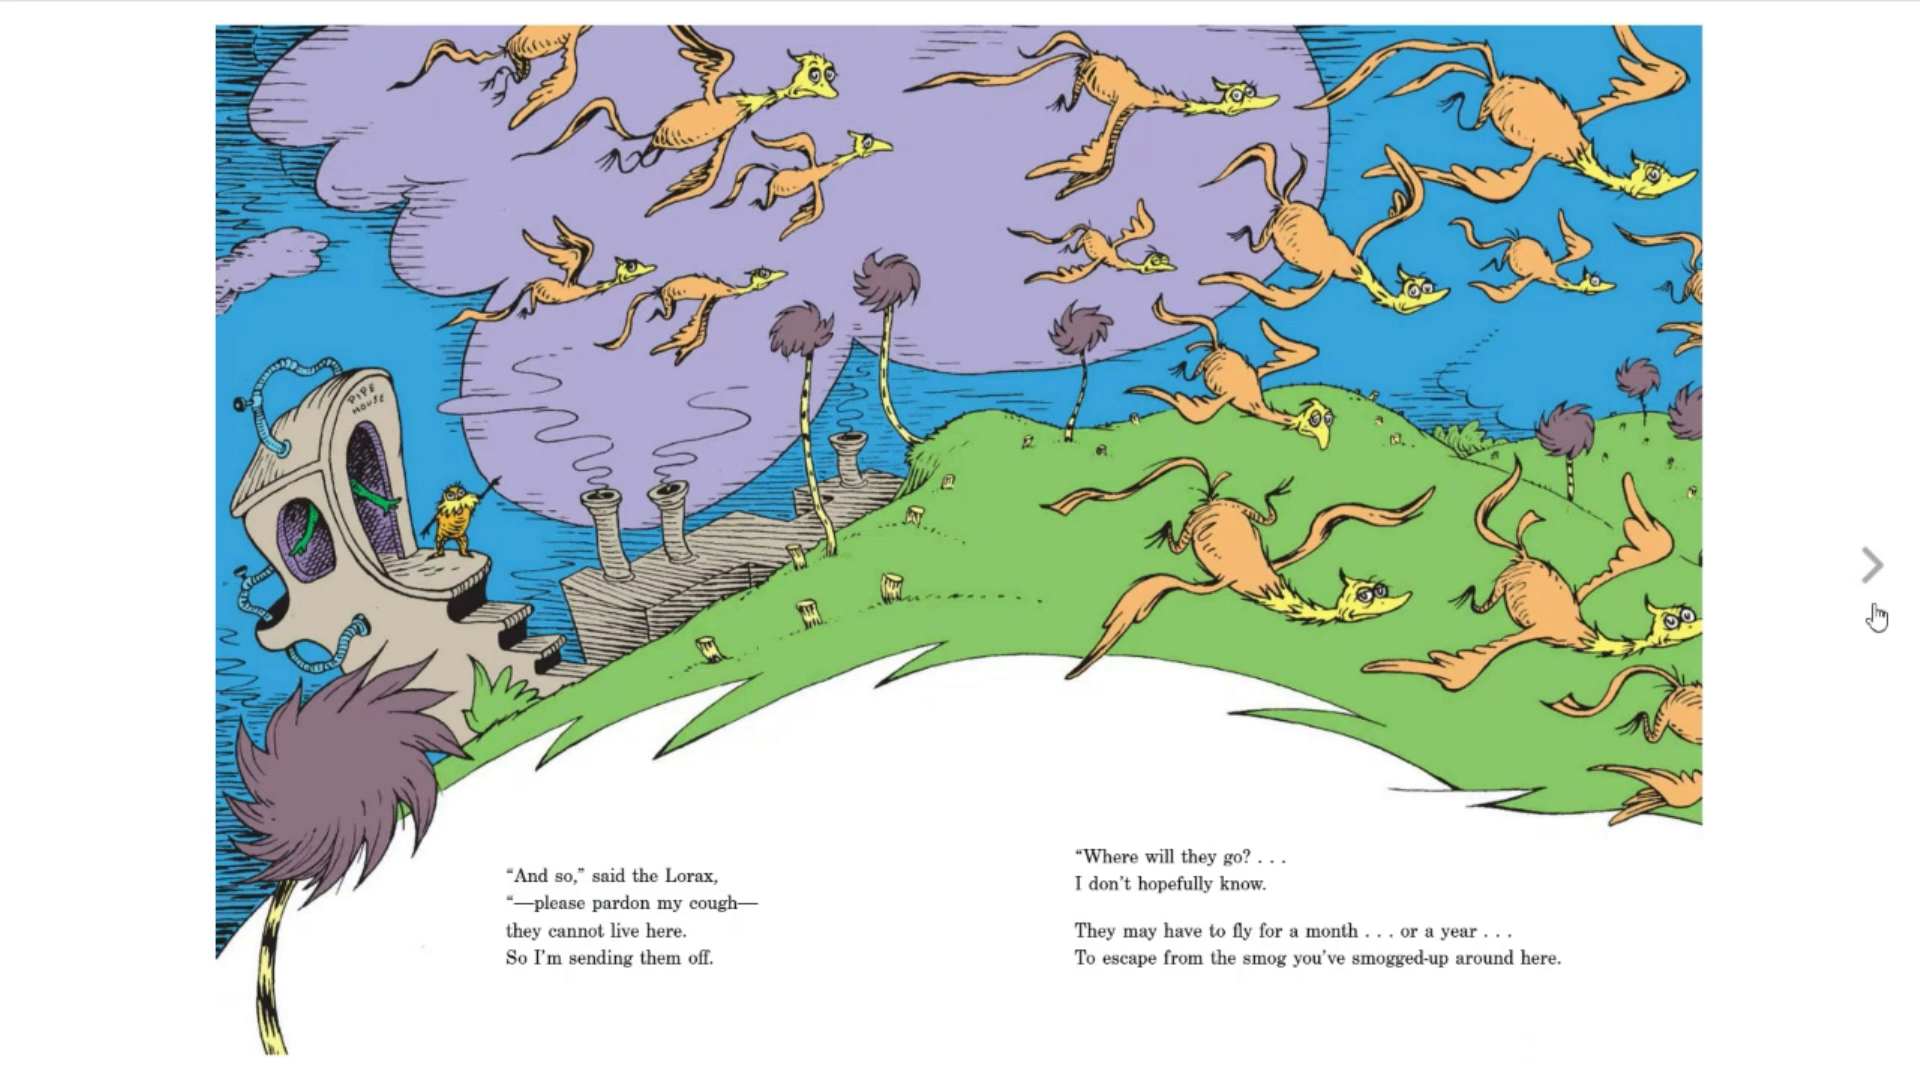 PIPE
HOUSE
“And so,” said the Lorax,
“—please pardon my cough—
they cannot live here.
So I’m sending them off.
“Where will they go? . . .
I don’t hopefully know.
They may have to fly for a month . . . or a year . . .
To escape from the smog you’ve smogged-up around here.